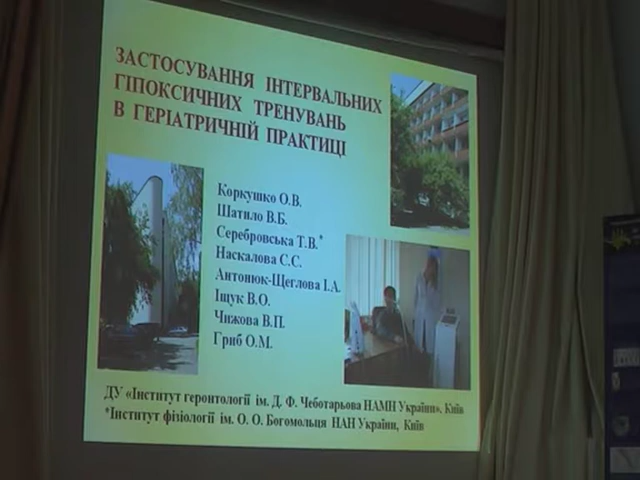 ЗАСТОСУВАННЯ ІНТЕРВАЛЬНИХ
ГІПОКСИЧНИХ ТРЕНУВАНЬ
В ГЕРІАТРИЧНІЙ ПРАКТИЦІ
Коркушко О.В.
Шатило В.Б.
Серебровська Т.В.*
Наскалова С.С.
Антонюк-Щеглова І.А.
Іщук В.О.
Чижова В.П.
Гриб О.М.
ДУ «Інститут геронтології ім. Д. Ф. Чеботарьова НАМН України», Київ
*Інститут фізіології ім. О. О. Богомольця НАН України, Київ